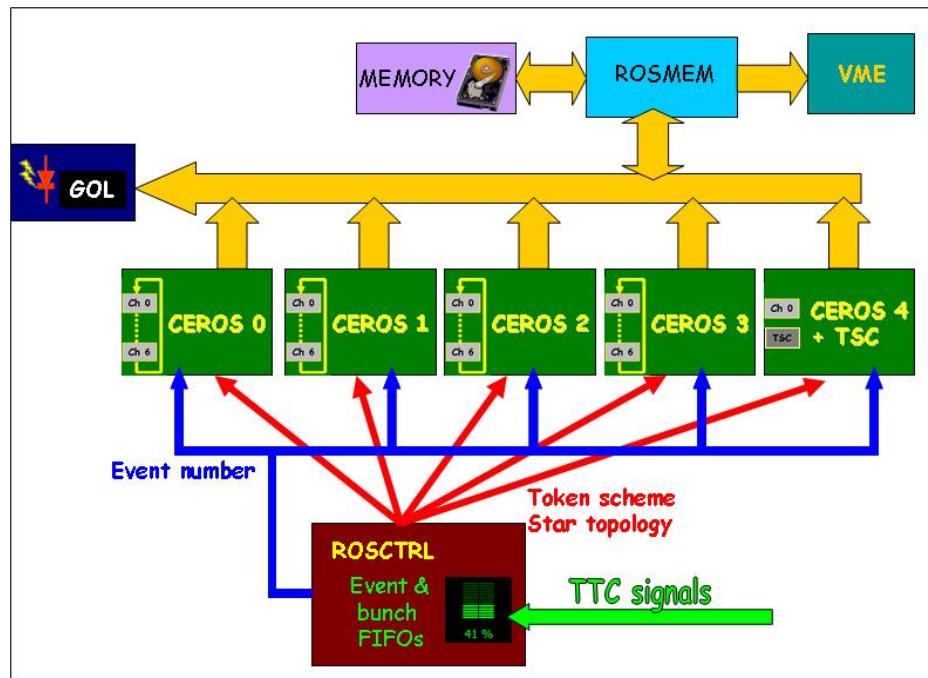 MEMORY
ROSMEM
VME
GOL
Ch 0
Ch 6
CEROS 0
Ch 0
Ch 6
CEROS 1
Ch 0
Ch 6
CEROS 2
Ch 0
Ch 6
CEROS 3
Ch 0
TSC
CEROS 4
+ TSC
Event number
Token scheme
Star topology
ROSCTRL
Event &
bunch
FIFOs
41 %
TTC signals